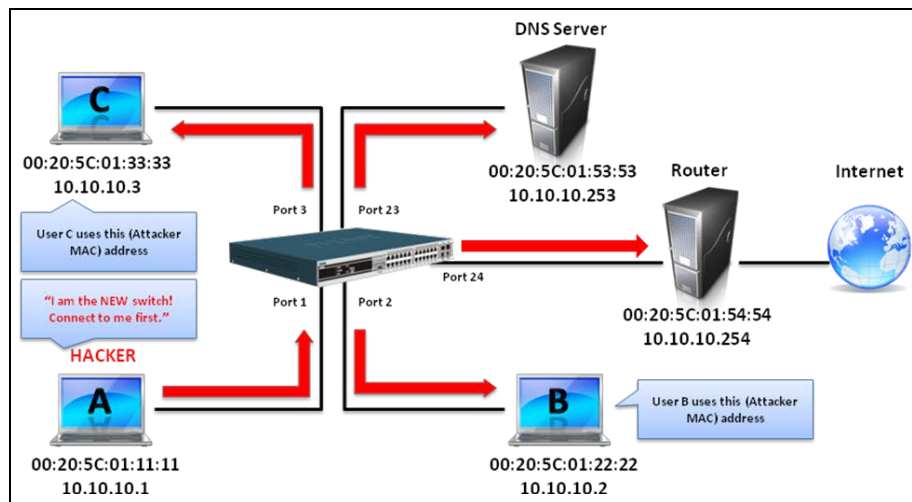 DNS Server
C
00:20:5C:01:33:33
10.10.10.3
00:20:5C:01:53:53
10.10.10.253
Router
Internet
Port 3
Port 23
User C uses this (Attacker
MAC) address
Port 24
"I am the NEW switch!
Connect to me first."
Port 1
Port 2
00:20:5C:01:54:54
10.10.10.254
HACKER
A
B
User B uses this (Attacker
MAC) address
00:20:5C:01:11:11
10.10.10.1
00:20:5C:01:22:22
10.10.10.2